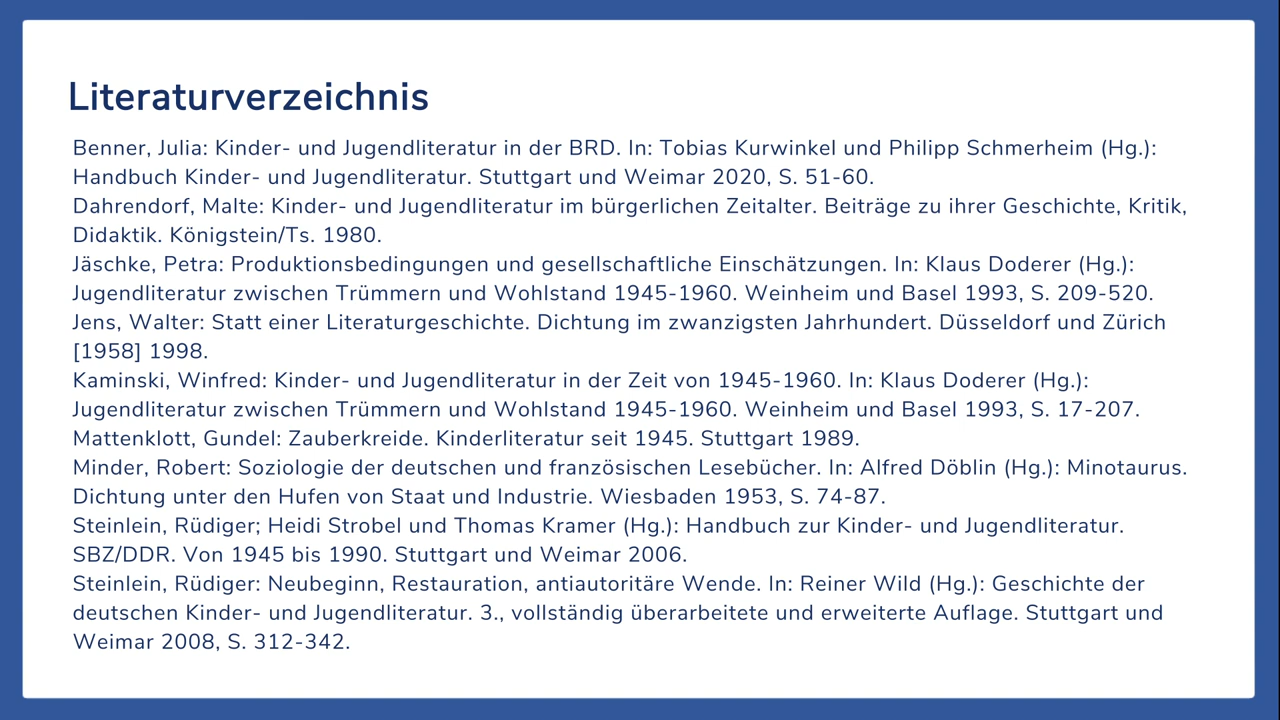 Literaturverzeichnis
Benner, Julia: Kinder- und Jugendliteratur in der BRD. In: Tobias Kurwinkel und Philipp Schmerheim (Hg.):
Handbuch Kinder- und Jugendliteratur. Stuttgart und Weimar 2020, S. 51-60.
Dahrendorf, Malte: Kinder- und Jugendliteratur im bürgerlichen Zeitalter. Beiträge zu ihrer Geschichte, Kritik,
Didaktik. Königstein/Ts. 1980.
Jäschke, Petra: Produktionsbedingungen und gesellschaftliche Einschätzungen. In: Klaus Doderer (Hg.):
Jugendliteratur zwischen Trümmern und Wohlstand 1945-1960. Weinheim und Basel 1993, S. 209-520.
Jens, Walter: Statt einer Literaturgeschichte. Dichtung im zwanzigsten Jahrhundert. Düsseldorf und Zürich
[1958] 1998.
Kaminski, Winfred: Kinder- und Jugendliteratur in der Zeit von 1945-1960. In: Klaus Doderer (Hg.):
Jugendliteratur zwischen Trümmern und Wohlstand 1945-1960. Weinheim und Basel 1993, S. 17-207.
Mattenklott, Gundel: Zauberkreide. Kinderliteratur seit 1945. Stuttgart 1989.
Minder, Robert: Soziologie der deutschen und französischen Lesebücher. In: Alfred Döblin (Hg.): Minotaurus.
Dichtung unter den Hufen von Staat und Industrie. Wiesbaden 1953, S. 74-87.
Steinlein, Rüdiger; Heidi Strobel und Thomas Kramer (Hg.): Handbuch zur Kinder- und Jugendliteratur.
SBZ/DDR. Von 1945 bis 1990. Stuttgart und Weimar 2006.
Steinlein, Rüdiger: Neubeginn, Restauration, antiautoritäre Wende. In: Reiner Wild (Hg.): Geschichte der
deutschen Kinder- und Jugendliteratur. 3., vollständig überarbeitete und erweiterte Auflage. Stuttgart und
Weimar 2008, S. 312-342.